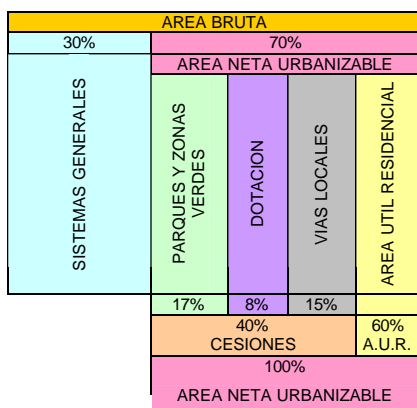 AREA BRUTA
30% 70%
AREA NETA URBANIZABLE
SISTEMAS GENERALES
PARQUES Y ZONAS
VERDES
DOTACION
VIAS LOCALES
AREA UTIL RESIDENCIAL
17% 8% 15%
40% 60%
CESIONES A.U.R.
100%
AREA NETA URBANIZABLE